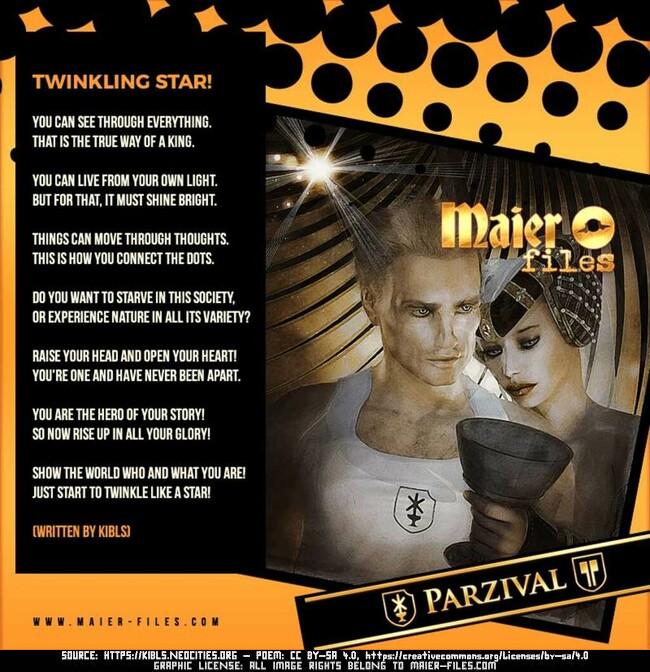 TWINKLING STAR!
YOU CAN SEE THROUGH EVERYTHING.
THAT IS THE TRUE WAY OF A KING.
YOU CAN LIVE FROM YOUR OWN LIGHT.
BUT FOR THAT, IT MUST SHINE BRIGHT.
THINGS CAN MOVE THROUGH THOUGHTS.
THIS IS HOW YOU CONNECT THE DOTS.
DO YOU WANT TO STARVE IN THIS SOCIETY,
OR EXPERIENCE NATURE IN ALL ITS VARIETY?
RAISE YOUR HEAD AND OPEN YOUR HEART!
YOU'RE ONE AND HAVE NEVER BEEN APART.
YOU ARE THE HERO OF YOUR STORY!
SO NOW RISE UP IN ALL YOUR GLORY!
SHOW THE WORLD WHO AND WHAT YOU ARE!
JUST START TO TWINKLE LIKE A STAR!
(WRITTEN BY KIBLS)
Maier
files
PARZIVAL
WWW.MAIER-FILES.COM
SOURCE: HTTPS://KIBLS.NEOCITIES.ORG – POEM: CC BY-SA 4.0, https://creativecommons.org/licenses/by-sa/4.0
GRAPHIC LICENSE: ALL IMAGE RIGHTS BELONG TO MAIER-FILES.COM